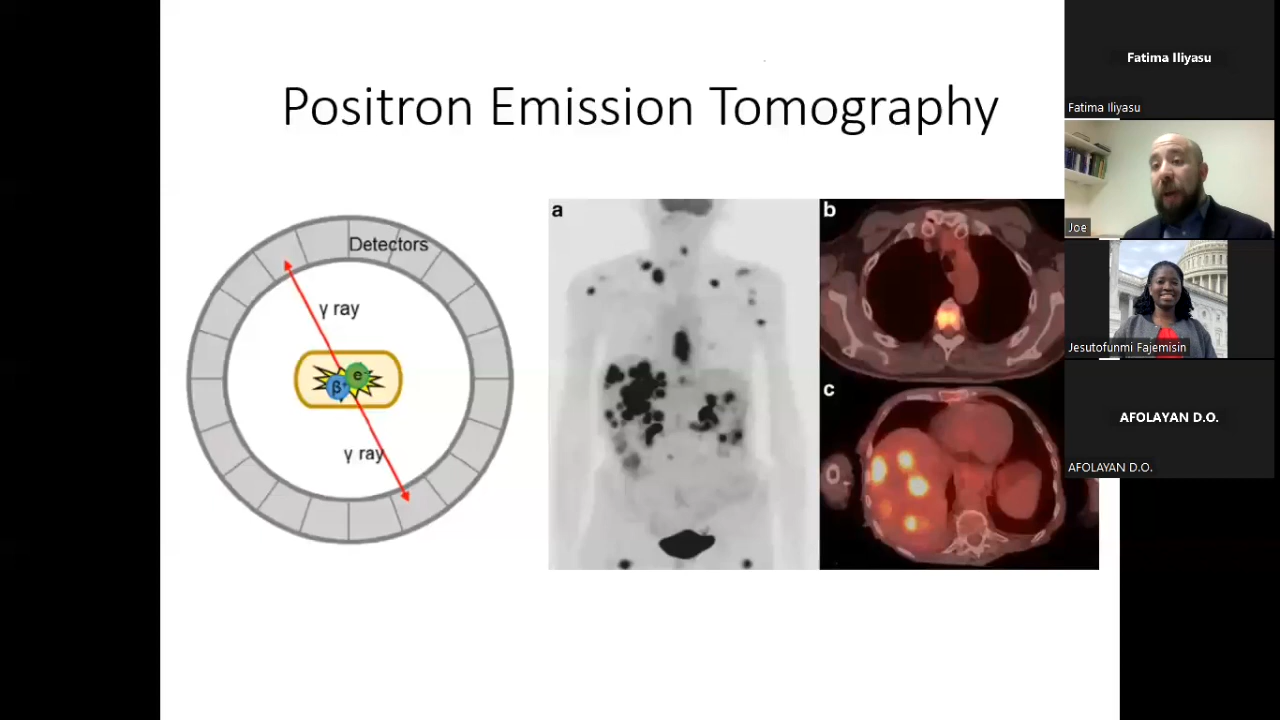 Positron Emission Tomography
Detectors
γ ray
β⁺
e⁻
γ ray
a
b
c
Fatima Iliyasu
Fatima Iliyasu
Joe
Jesutofunmi Fajemisin
AFOLAYAN D.O.
AFOLAYAN D.O.